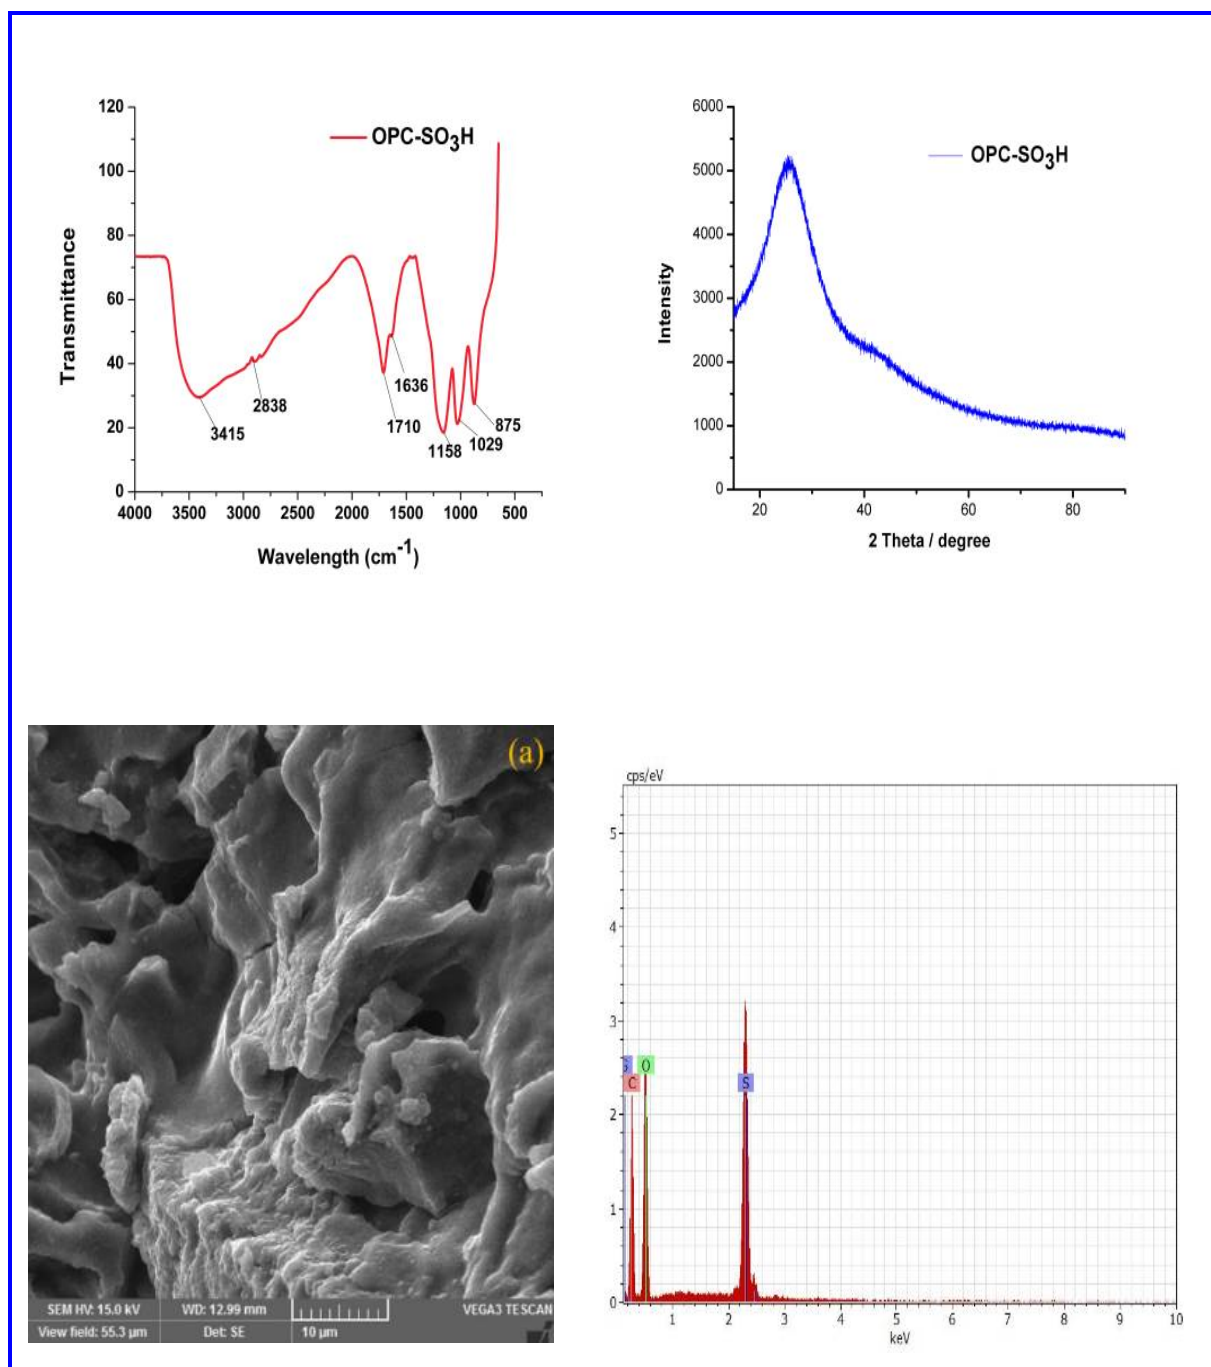 120
100
80
60
40
20
0
4000 3500 3000 2500 2000 1500 1000 500
Transmittance
Wavelength (cm-1)
OPC-SO3H
3415
2838
1710
1636
1158
1029
875
6000
5000
4000
3000
2000
1000
0
20 40 60 80
Intensity
2 Theta / degree
OPC-SO3H
(a)
SEM HV: 15.0 kV WD: 12.99 mm VEGA3 TESCAN
View field: 55.3 µm Det: SE 10 µm
cps/eV
5
4
3
2
1
0
S
C
O
S
1 2 3 4 5 6 7 8 9 10
keV